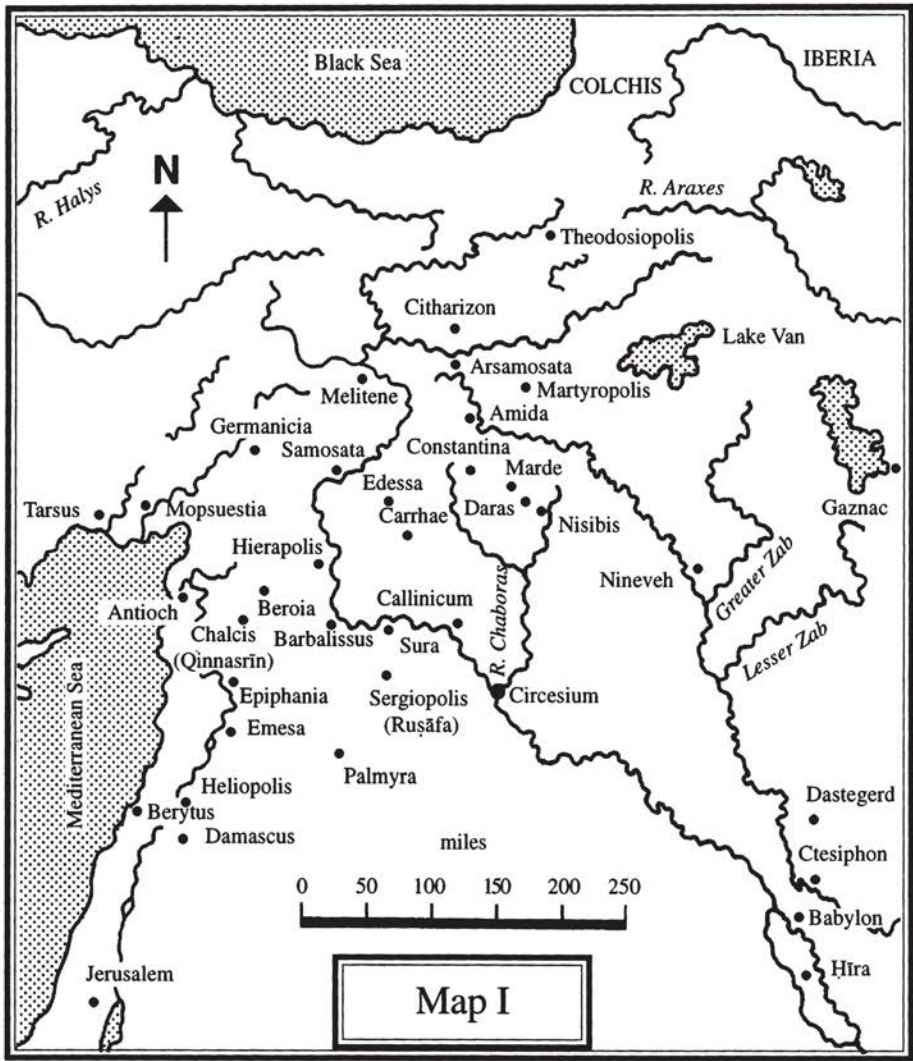 Black Sea
COLCHIS
IBERIA
N
R. Halys
R. Araxes
Theodosiopolis
Citharizon
Lake Van
Arsamosata
Melitene
Martyropolis
Amida
Germanicia
Samosata
Constantina
Marde
Edessa
Daras
Nisibis
Gaznac
Tarsus
Mopsuestia
Carrhae
Hierapolis
Nineveh
Greater Zab
Antioch
Beroia
Callinicum
R. Chaboras
Chalcis
(Qinnasrīn)
Barbalissus
Sura
Lesser Zab
Epiphania
Sergiopolis
(Ruṣāfa)
Circesium
Mediterranean Sea
Emesa
Palmyra
Heliopolis
Berytus
Damascus
Dastegerd
miles
Ctesiphon
0 50 100 150 200 250
Babylon
Jerusalem
Ḥīra
Map I